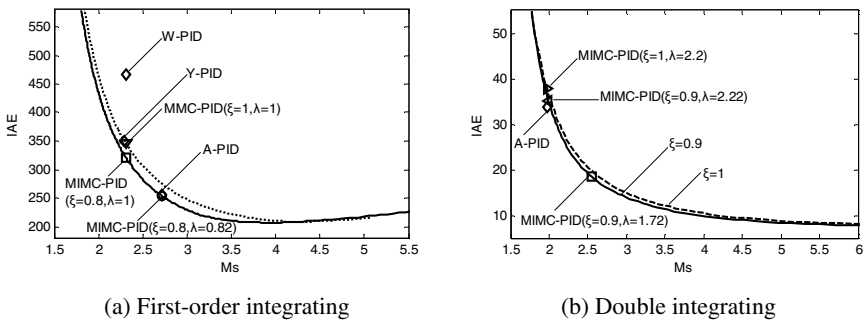 550
500
450
400
350
300
250
200
IAE
1.5 2 2.5 3 3.5 4 4.5 5 5.5
Ms
W-PID
Y-PID
MMC-PID(ξ=1,λ=1)
A-PID
MIMC-PID
(ξ=0.8,λ=1)
MIMC-PID(ξ=0.8,λ=0.82)
(a) First-order integrating
50
40
30
20
10
IAE
1.5 2 2.5 3 3.5 4 4.5 5 5.5 6
Ms
MIMC-PID(ξ=1,λ=2.2)
MIMC-PID(ξ=0.9,λ=2.22)
A-PID
ξ=0.9
ξ=1
MIMC-PID(ξ=0.9,λ=1.72)
(b) Double integrating